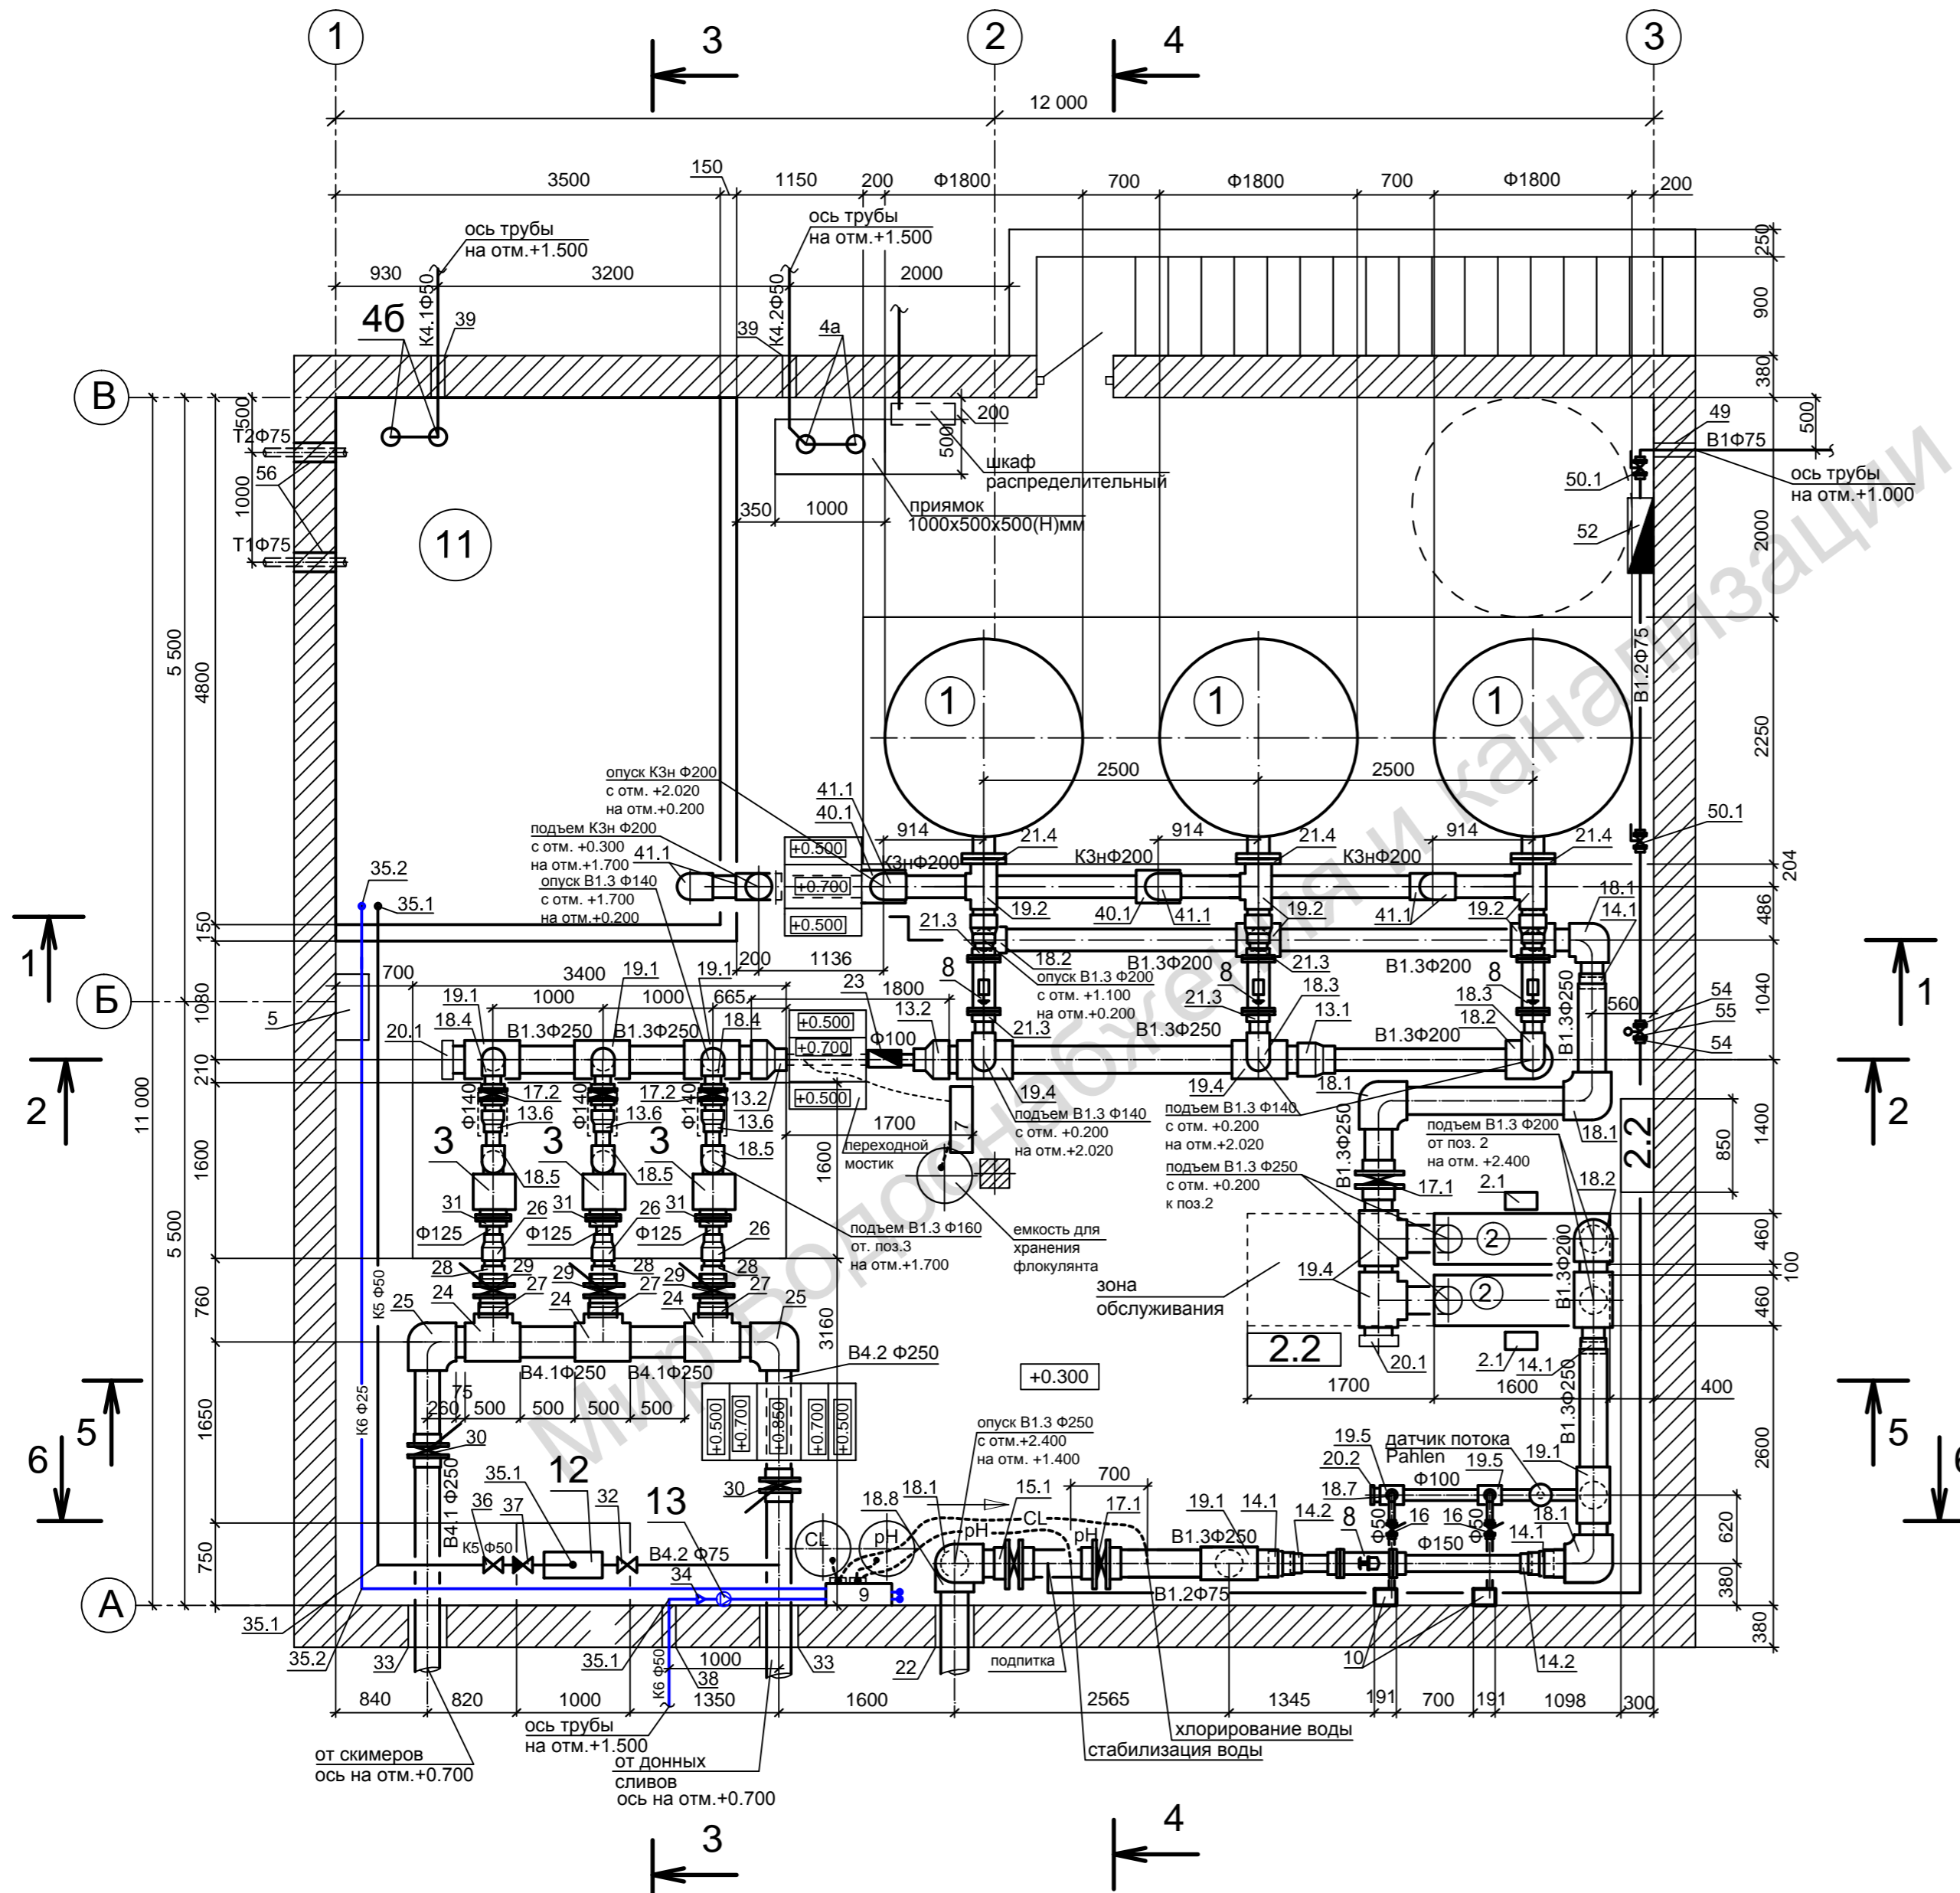 1
3
2
4
3
12 000
3500
150
1150
200
Ф1800
700
Ф1800
700
Ф1800
200
ось трубы
на отм.+1.500
ось трубы
на отм.+1.500
930
3200
2000
250
900
380
К4.1Ф50
К4.2Ф50
4б
39
39
4а
В
500
Т2Ф75
56
1000
Т1Ф75
11
200
500
шкаф
распределительный
350
1000
приямок
1000х500х500(Н)мм
49
В1Ф75
500
50.1
ось трубы
на отм.+1.000
52
2000
5 500
4800
11 000
В1.2Ф75
1
1
1
2250
2500
2500
опуск К3н Ф200
с отм. +2.020
на отм.+0.200
41.1
40.1
914
21.4
914
21.4
914
21.4
50.1
подъем К3н Ф200
с отм. +0.300
на отм.+1.700
41.1
+0.500
К3нФ200
К3нФ200
К3нФ200
204
опуск В1.3 Ф140
с отм. +1.700
на отм.+0.200
+0.700
+0.500
35.2
35.1
19.2
40.1
41.1
19.2
41.1
19.2
18.1
14.1
486
150
1
21.3
18.2
В1.3Ф200
21.3
В1.3Ф200
1
200
1136
700
3400
1000
1000
665
1800
23
8
8
8
опуск В1.3 Ф200
с отм. +1.100
на отм.+0.200
В1.3Ф250
560
1040
Б
1080
5
19.1
19.1
19.1
18.4
18.4
20.1
В1.3Ф250
В1.3Ф250
+0.500
+0.700
+0.500
Ф100
13.2
21.3
В1.3Ф250
21.3
18.3
13.1
В1.3Ф200
18.3
18.2
54
55
54
210
2
2
Ф140
Ф140
Ф140
17.2
17.2
13.6
13.6
13.2
13.6
19.4
19.4
18.1
18.1
подъем В1.3 Ф140
с отм. +0.200
на отм.+2.020
подъем В1.3 Ф140
с отм. +0.200
на отм.+2.020
подъем В1.3 Ф200
от поз. 2
на отм. +2.400
1400
850
2.2
1700
7
переходной
мостик
3
3
3
18.5
18.5
18.5
1600
1600
В1.3Ф250
подъем В1.3 Ф250
с отм. +0.200
к поз.2
17.1
2.1
18.2
31
31
31
26
26
26
Ф125
Ф125
Ф125
подъем В1.3 Ф160
от. поз.3
на отм.+1.700
емкость для
хранения
флокулянта
2
2
В1.3Ф200
460
100
460
28
29
29
28
29
28
27
27
27
24
24
24
25
25
зона
обслуживания
19.4
5 500
760
К5 Ф50
3160
В4.2 Ф250
2.2
20.1
2.1
14.1
В4.1Ф250
В4.1Ф250
+0.300
1700
1600
400
75
260
500
500
500
500
+0.500
+0.700
+0.850
+0.700
+0.500
опуск В1.3 Ф250
с отм.+2.400
на отм. +1.400
В1.3Ф250
2600
1650
К6 Ф25
5
5
6
6
30
30
В4.1 Ф250
35.1
12
36
37
32
13
18.8
18.1
15.1
700
17.1
19.1
14.1
14.2
8
19.5
20.2
18.7
датчик потока
Pahlen
Ф100
19.5
19.1
Ф50
16
Ф50
16
18.1
14.1
Ф150
620
380
380
750
К5 Ф50
В4.2 Ф75
CL
pH
pH
CL
pH
В1.3Ф250
34
9
В1.2Ф75
А
35.1
35.2
33
35.1
38
33
22
подпитка
10
14.2
К6 Ф50
1000
840
820
1000
1350
1600
2565
1345
191
700
191
1098
300
ось трубы
на отм.+1.500
хлорирование воды
стабилизация воды
от скимеров
ось на отм.+0.700
от донных
сливов
ось на отм.+0.700
3
4
Мир Водоснабжения и канализации